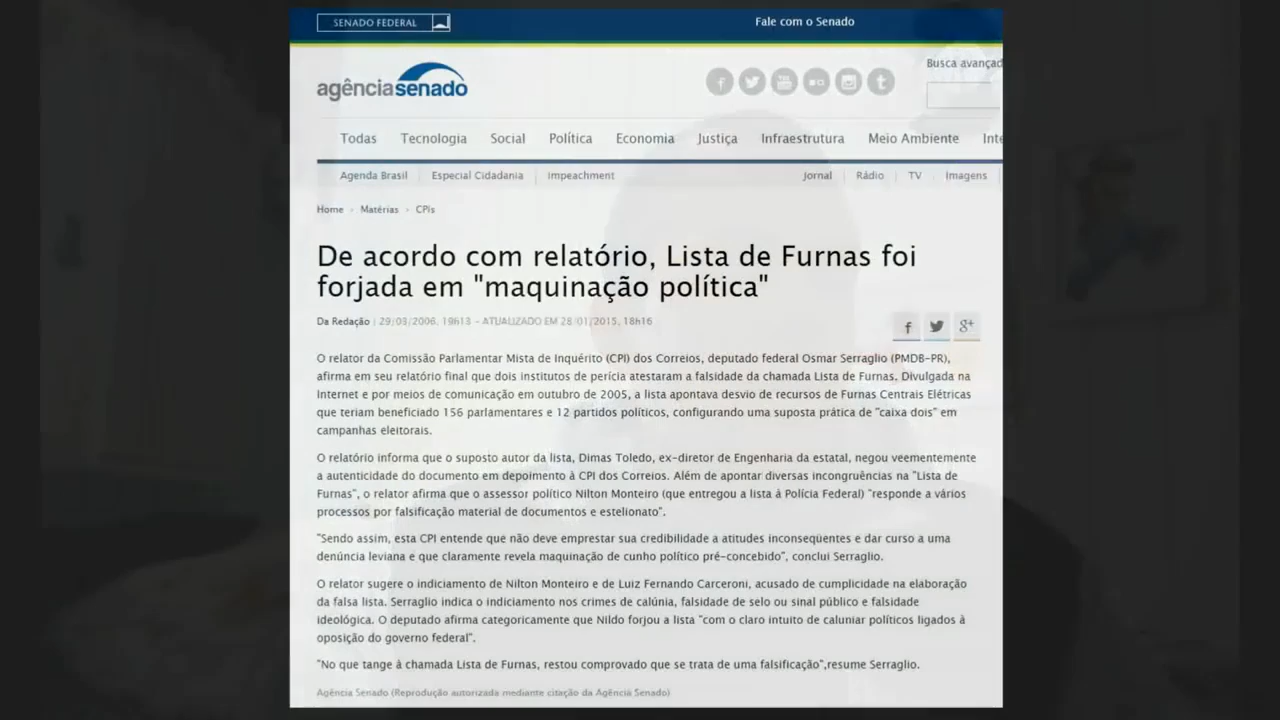 SENADO FEDERAL
Fale com o Senado
agênciasenado
Busca avançad
Todas Tecnologia Social Política Economia Justiça Infraestrutura Meio Ambiente Inte
Agenda Brasil Especial Cidadania Impeachment Jornal Rádio TV Imagens
Home › Matérias › CPIs
De acordo com relatório, Lista de Furnas foi
forjada em "maquinação política"
Da Redação | 29/03/2006, 19h13 - ATUALIZADO EM 28/01/2015, 18h16
O relator da Comissão Parlamentar Mista de Inquérito (CPI) dos Correios, deputado federal Osmar Serraglio (PMDB-PR),
afirma em seu relatório final que dois institutos de perícia atestaram a falsidade da chamada Lista de Furnas. Divulgada na
Internet e por meios de comunicação em outubro de 2005, a lista apontava desvio de recursos de Furnas Centrais Elétricas
que teriam beneficiado 156 parlamentares e 12 partidos políticos, configurando uma suposta prática de "caixa dois" em
campanhas eleitorais.
O relatório informa que o suposto autor da lista, Dimas Toledo, ex-diretor de Engenharia da estatal, negou veementemente
a autenticidade do documento em depoimento à CPI dos Correios. Além de apontar diversas incongruências na "Lista de
Furnas", o relator afirma que o assessor político Nilton Monteiro (que entregou a lista à Polícia Federal) "responde a vários
processos por falsificação material de documentos e estelionato".
"Sendo assim, esta CPI entende que não deve emprestar sua credibilidade a atitudes inconseqüentes e dar curso a uma
denúncia leviana e que claramente revela maquinação de cunho político pré-concebido", conclui Serraglio.
O relator sugere o indiciamento de Nilton Monteiro e de Luiz Fernando Carceroni, acusado de cumplicidade na elaboração
da falsa lista. Serraglio indica o indiciamento nos crimes de calúnia, falsidade de selo ou sinal público e falsidade
ideológica. O deputado afirma categoricamente que Nildo forjou a lista "com o claro intuito de caluniar políticos ligados à
oposição do governo federal".
"No que tange à chamada Lista de Furnas, restou comprovado que se trata de uma falsificação",resume Serraglio.
Agência Senado (Reprodução autorizada mediante citação da Agência Senado)